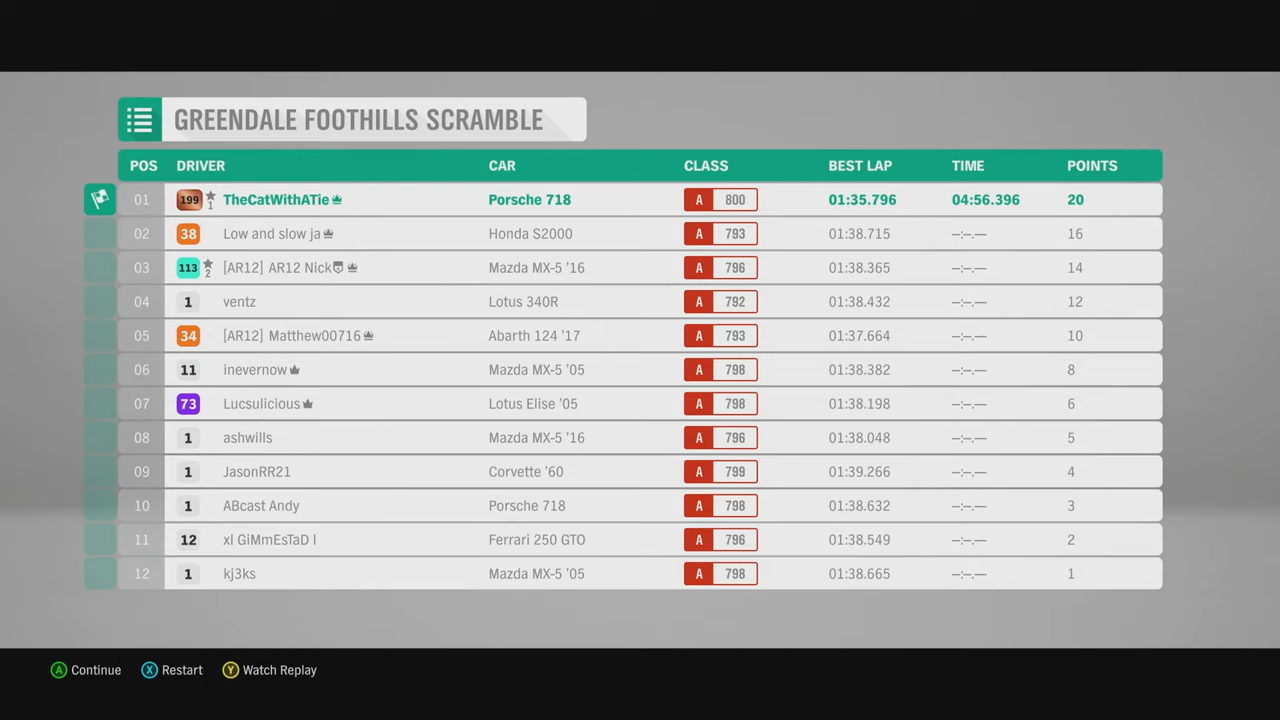 GREENDALE FOOTHILLS SCRAMBLE
POS DRIVER CAR CLASS BEST LAP TIME POINTS
01 199 1 TheCatWithATie Porsche 718 A 800 01:35.796 04:56.396 20
02 38 Low and slow ja Honda S2000 A 793 01:38.715 --:--.--- 16
03 113 2 [AR12] AR12 Nick Mazda MX-5 '16 A 796 01:38.365 --:--.--- 14
04 1 ventz Lotus 340R A 792 01:38.432 --:--.--- 12
05 34 [AR12] Matthew00716 Abarth 124 '17 A 793 01:37.664 --:--.--- 10
06 11 inevernow Mazda MX-5 '05 A 798 01:38.382 --:--.--- 8
07 73 Lucsulicious Lotus Elise '05 A 798 01:38.198 --:--.--- 6
08 1 ashwills Mazda MX-5 '16 A 796 01:38.048 --:--.--- 5
09 1 JasonRR21 Corvette '60 A 799 01:39.266 --:--.--- 4
10 1 ABcast Andy Porsche 718 A 798 01:38.632 --:--.--- 3
11 12 xl GiMmEsTaD l Ferrari 250 GTO A 796 01:38.549 --:--.--- 2
12 1 kj3ks Mazda MX-5 '05 A 798 01:38.665 --:--.--- 1
A Continue X Restart Y Watch Replay